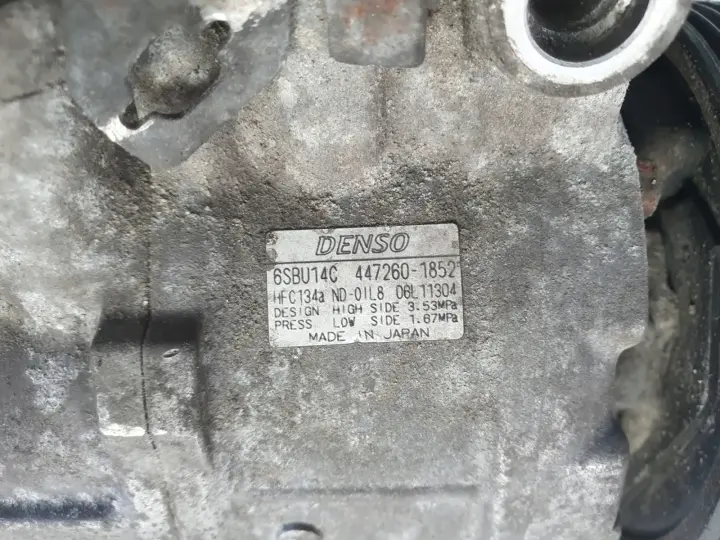 DENSO
6SBU14C 447260-1852
HFC134a ND-OIL8 06L11304
DESIGN HIGH SIDE 3.53MPa
PRESS LOW SIDE 1.67MPa
MADE IN JAPAN